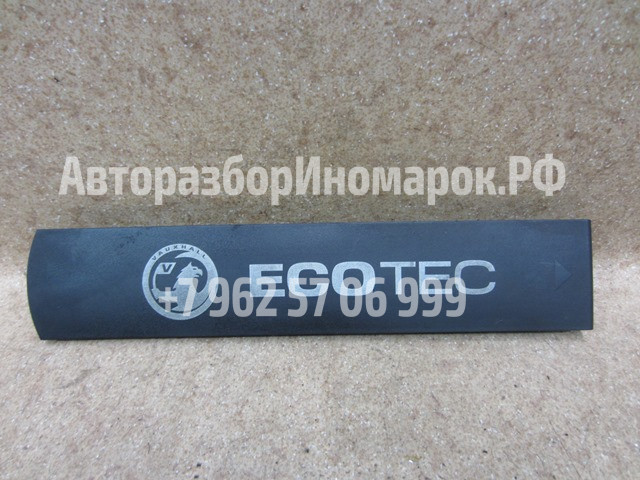 АвторазборИномарок.РФ
VAUXHALL
V
ECOTEC
+7 962 57 06 999